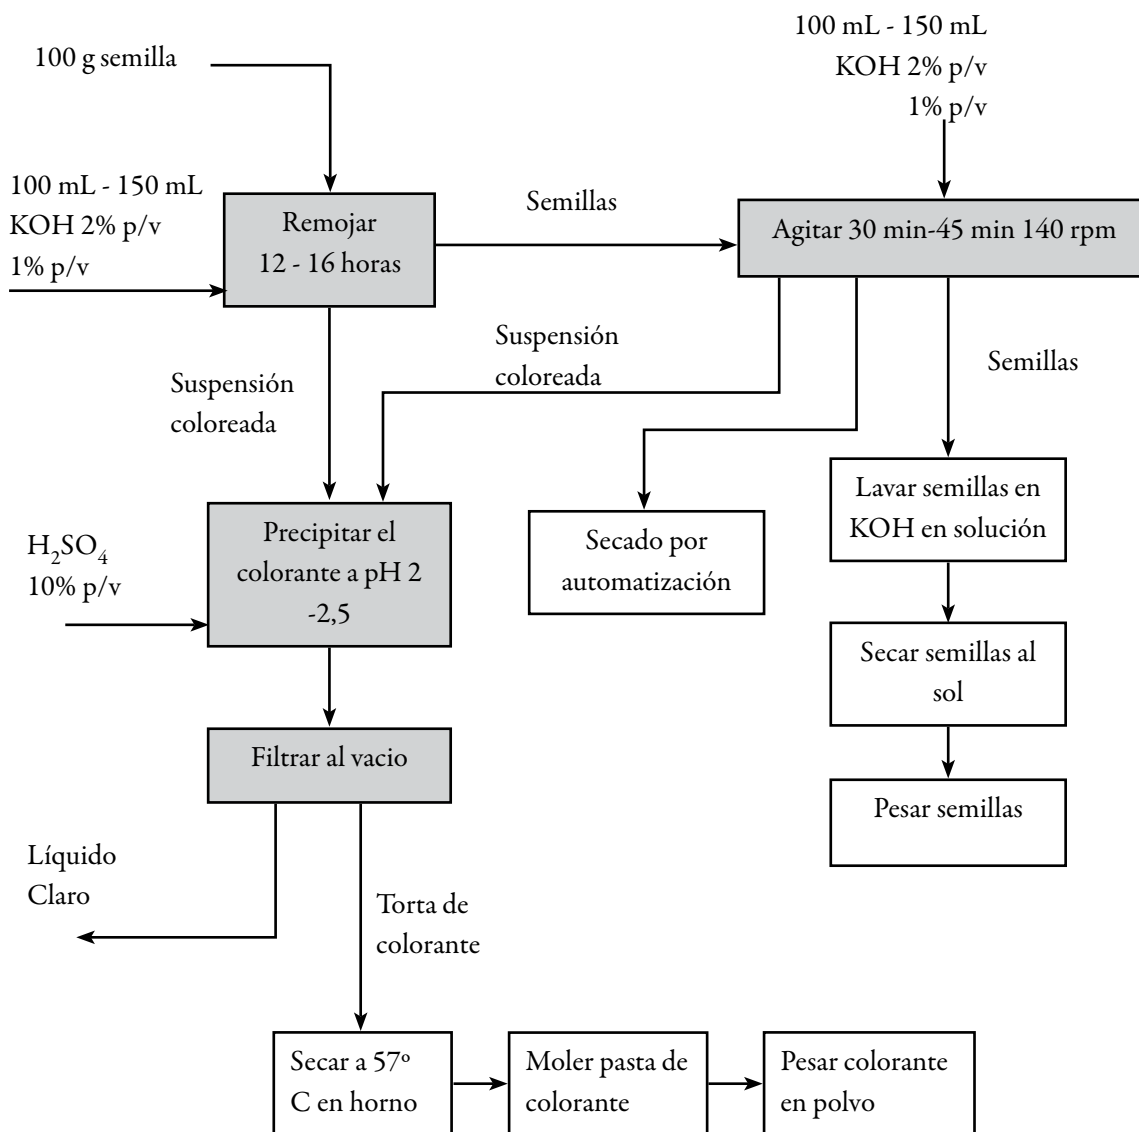 100 g semilla
100 mL - 150 mL
KOH 2% p/v
1% p/v
100 mL - 150 mL
KOH 2% p/v
1% p/v
Remojar
12 - 16 horas
Semillas
Agitar 30 min-45 min 140 rpm
Suspensión
coloreada
Suspensión
coloreada
Semillas
H₂SO₄
10% p/v
Precipitar el
colorante a pH 2
-2,5
Secado por
automatización
Lavar semillas en
KOH en solución
Secar semillas al
sol
Pesar semillas
Filtrar al vacio
Líquido
Claro
Torta de
colorante
Secar a 57º
C en horno
Moler pasta de
colorante
Pesar colorante
en polvo